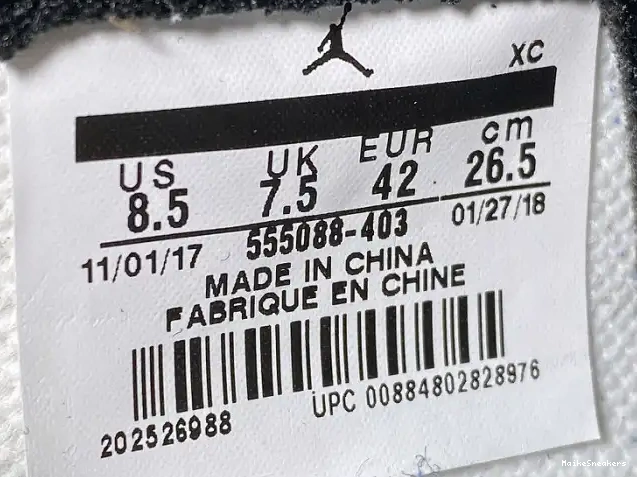 XC
US UK EUR cm
8.5 7.5 42 26.5
11/01/17 555088-403 01/27/18
MADE IN CHINA
FABRIQUE EN CHINE
202526988 UPC 00884802828976
MaikeSneakers